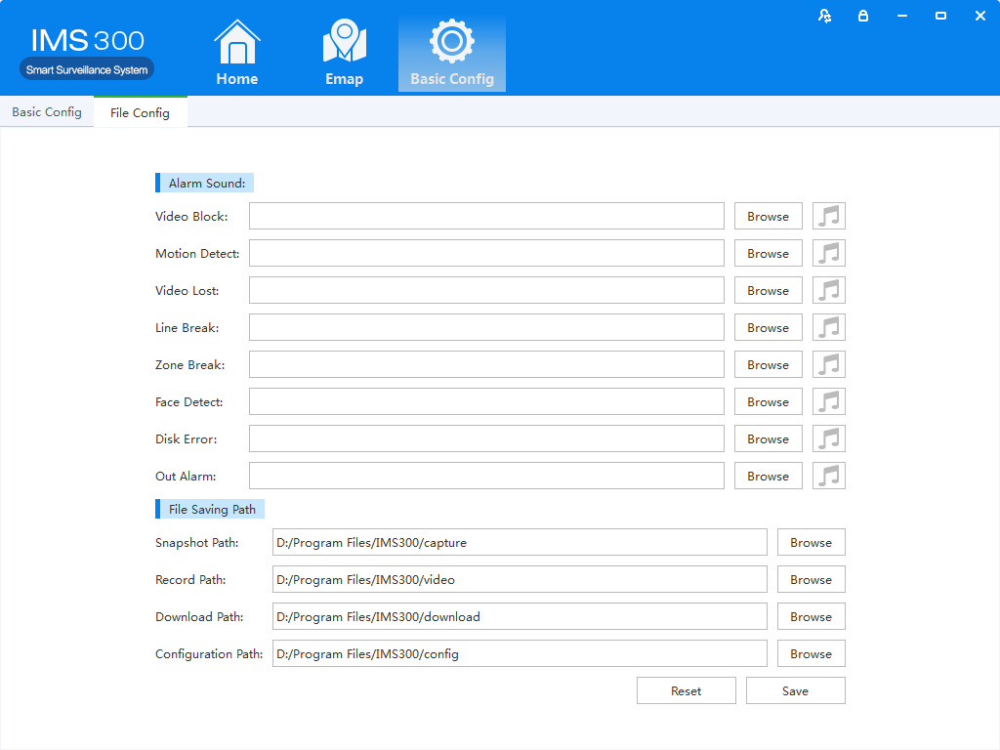 IMS 300
Smart Surveillance System
Home
Emap
Basic Config
Basic Config
File Config
Alarm Sound:
Video Block:
Browse
Motion Detect:
Browse
Video Lost:
Browse
Line Break:
Browse
Zone Break:
Browse
Face Detect:
Browse
Disk Error:
Browse
Out Alarm:
Browse
File Saving Path
Snapshot Path: D:/Program Files/IMS300/capture Browse
Record Path: D:/Program Files/IMS300/video Browse
Download Path: D:/Program Files/IMS300/download Browse
Configuration Path: D:/Program Files/IMS300/config Browse
Reset
Save